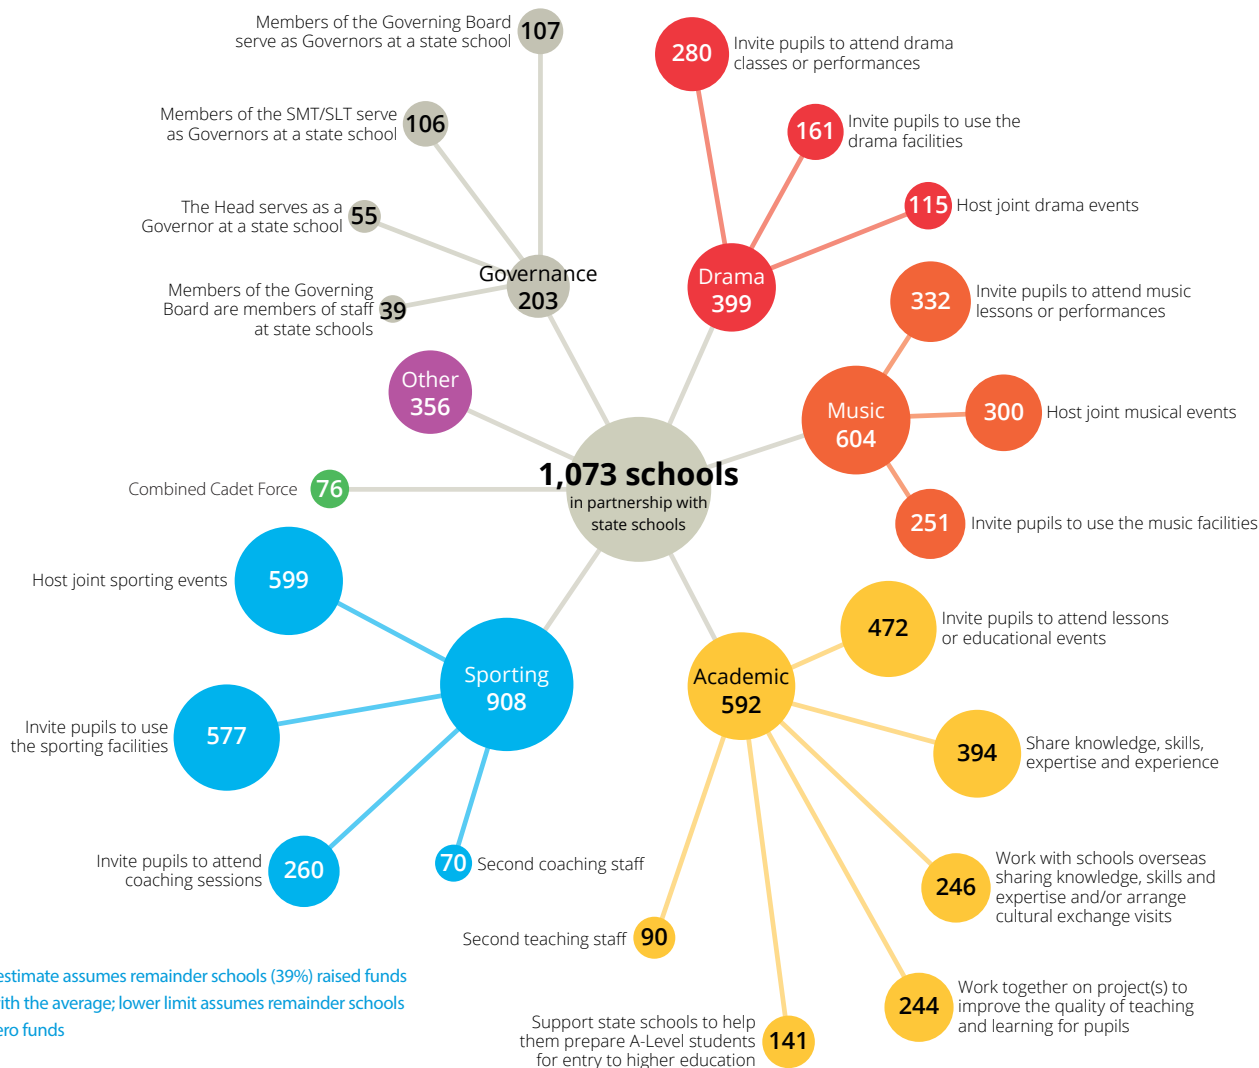 Members of the Governing Board
serve as Governors at a state school
107
Members of the SMT/SLT serve
as Governors at a state school
106
The Head serves as a
Governor at a state school
55
Members of the Governing
Board are members of staff
at state schools
39
Governance
203
280
Invite pupils to attend drama
classes or performances
161
Invite pupils to use the
drama facilities
115
Host joint drama events
Drama
399
332
Invite pupils to attend music
lessons or performances
Music
604
300
Host joint musical events
251
Invite pupils to use the music facilities
Other
356
1,073 schools
in partnership with
state schools
Combined Cadet Force
76
Host joint sporting events
599
Sporting
908
Invite pupils to use
the sporting facilities
577
Invite pupils to attend
coaching sessions
260
70
Second coaching staff
Academic
592
472
Invite pupils to attend lessons
or educational events
394
Share knowledge, skills,
expertise and experience
246
Work with schools overseas
sharing knowledge, skills and
expertise and/or arrange
cultural exchange visits
244
Work together on project(s) to
improve the quality of teaching
and learning for pupils
Second teaching staff
90
Support state schools to help
them prepare A-Level students
for entry to higher education
141
estimate assumes remainder schools (39%) raised funds
with the average; lower limit assumes remainder schools
ero funds